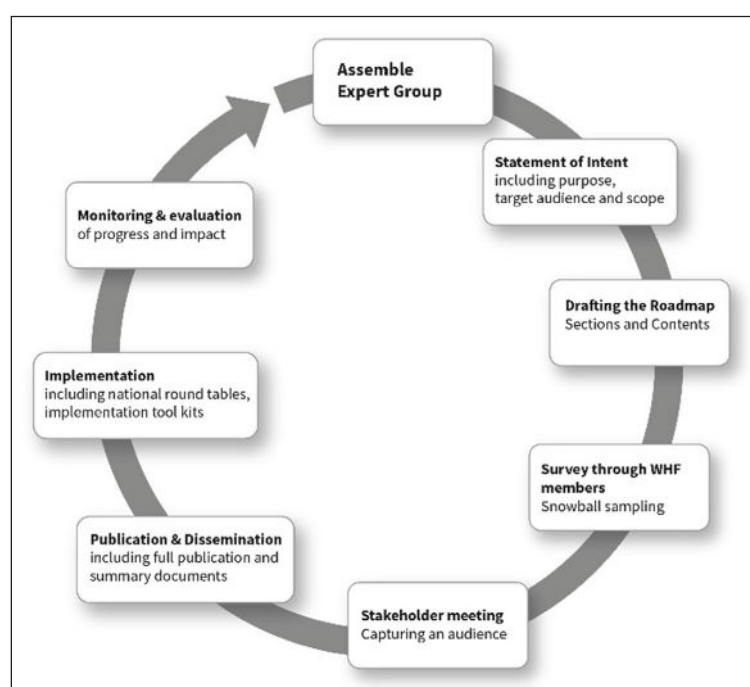 Assemble
Expert Group
Statement of Intent
including purpose,
target audience and scope
Drafting the Roadmap
Sections and Contents
Survey through WHF
members
Snowball sampling
Stakeholder meeting
Capturing an audience
Publication & Dissemination
including full publication and
summary documents
Implementation
including national round tables,
implementation tool kits
Monitoring & evaluation
of progress and impact